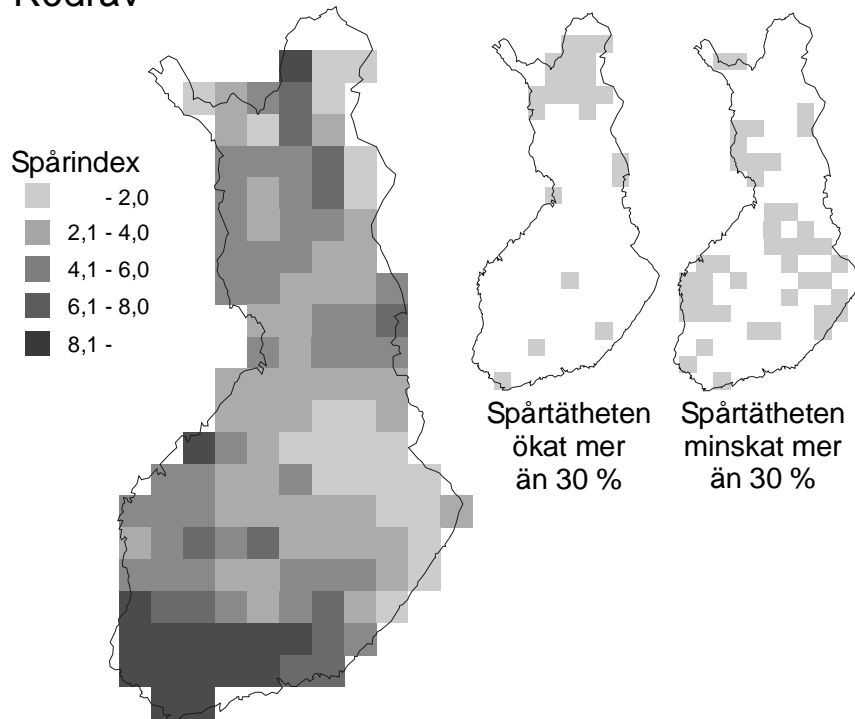 Rödräv
Spårindex
- 2,0
2,1 - 4,0
4,1 - 6,0
6,1 - 8,0
8,1 -
Spårtätheten
ökat mer
än 30 %
Spårtätheten
minskat mer
än 30 %